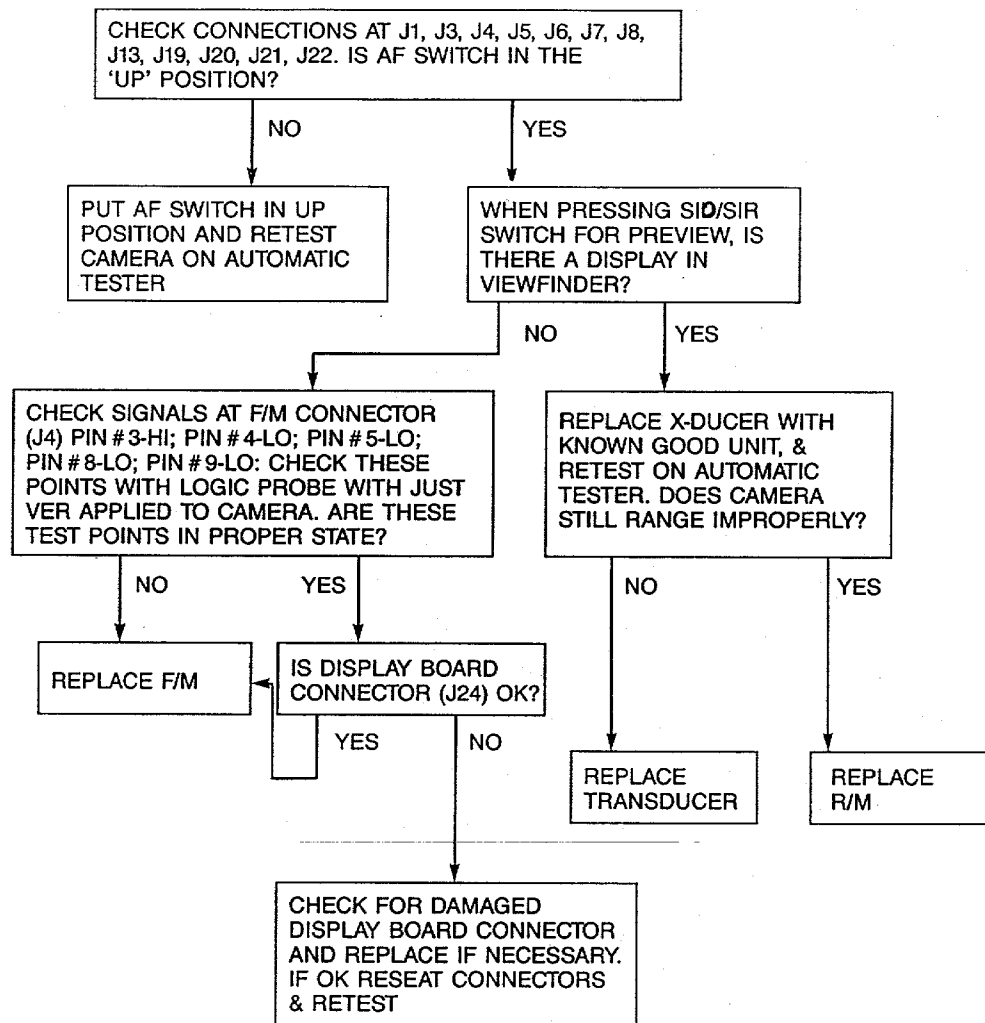 CHECK CONNECTIONS AT J1, J3, J4, J5, J6, J7, J8,
J13, J19, J20, J21, J22. IS AF SWITCH IN THE
‘UP’ POSITION?
NO
YES
PUT AF SWITCH IN UP
POSITION AND RETEST
CAMERA ON AUTOMATIC
TESTER
WHEN PRESSING SID/SIR
SWITCH FOR PREVIEW, IS
THERE A DISPLAY IN
VIEWFINDER?
NO
YES
CHECK SIGNALS AT F/M CONNECTOR
(J4) PIN #3-HI; PIN #4-LO; PIN #5-LO;
PIN #8-LO; PIN #9-LO: CHECK THESE
POINTS WITH LOGIC PROBE WITH JUST
VER APPLIED TO CAMERA. ARE THESE
TEST POINTS IN PROPER STATE?
REPLACE X-DUCER WITH
KNOWN GOOD UNIT, &
RETEST ON AUTOMATIC
TESTER. DOES CAMERA
STILL RANGE IMPROPERLY?
NO
YES
NO
YES
REPLACE F/M
IS DISPLAY BOARD
CONNECTOR (J24) OK?
YES
NO
REPLACE
TRANSDUCER
REPLACE
R/M
CHECK FOR DAMAGED
DISPLAY BOARD CONNECTOR
AND REPLACE IF NECESSARY.
IF OK RESEAT CONNECTORS
& RETEST